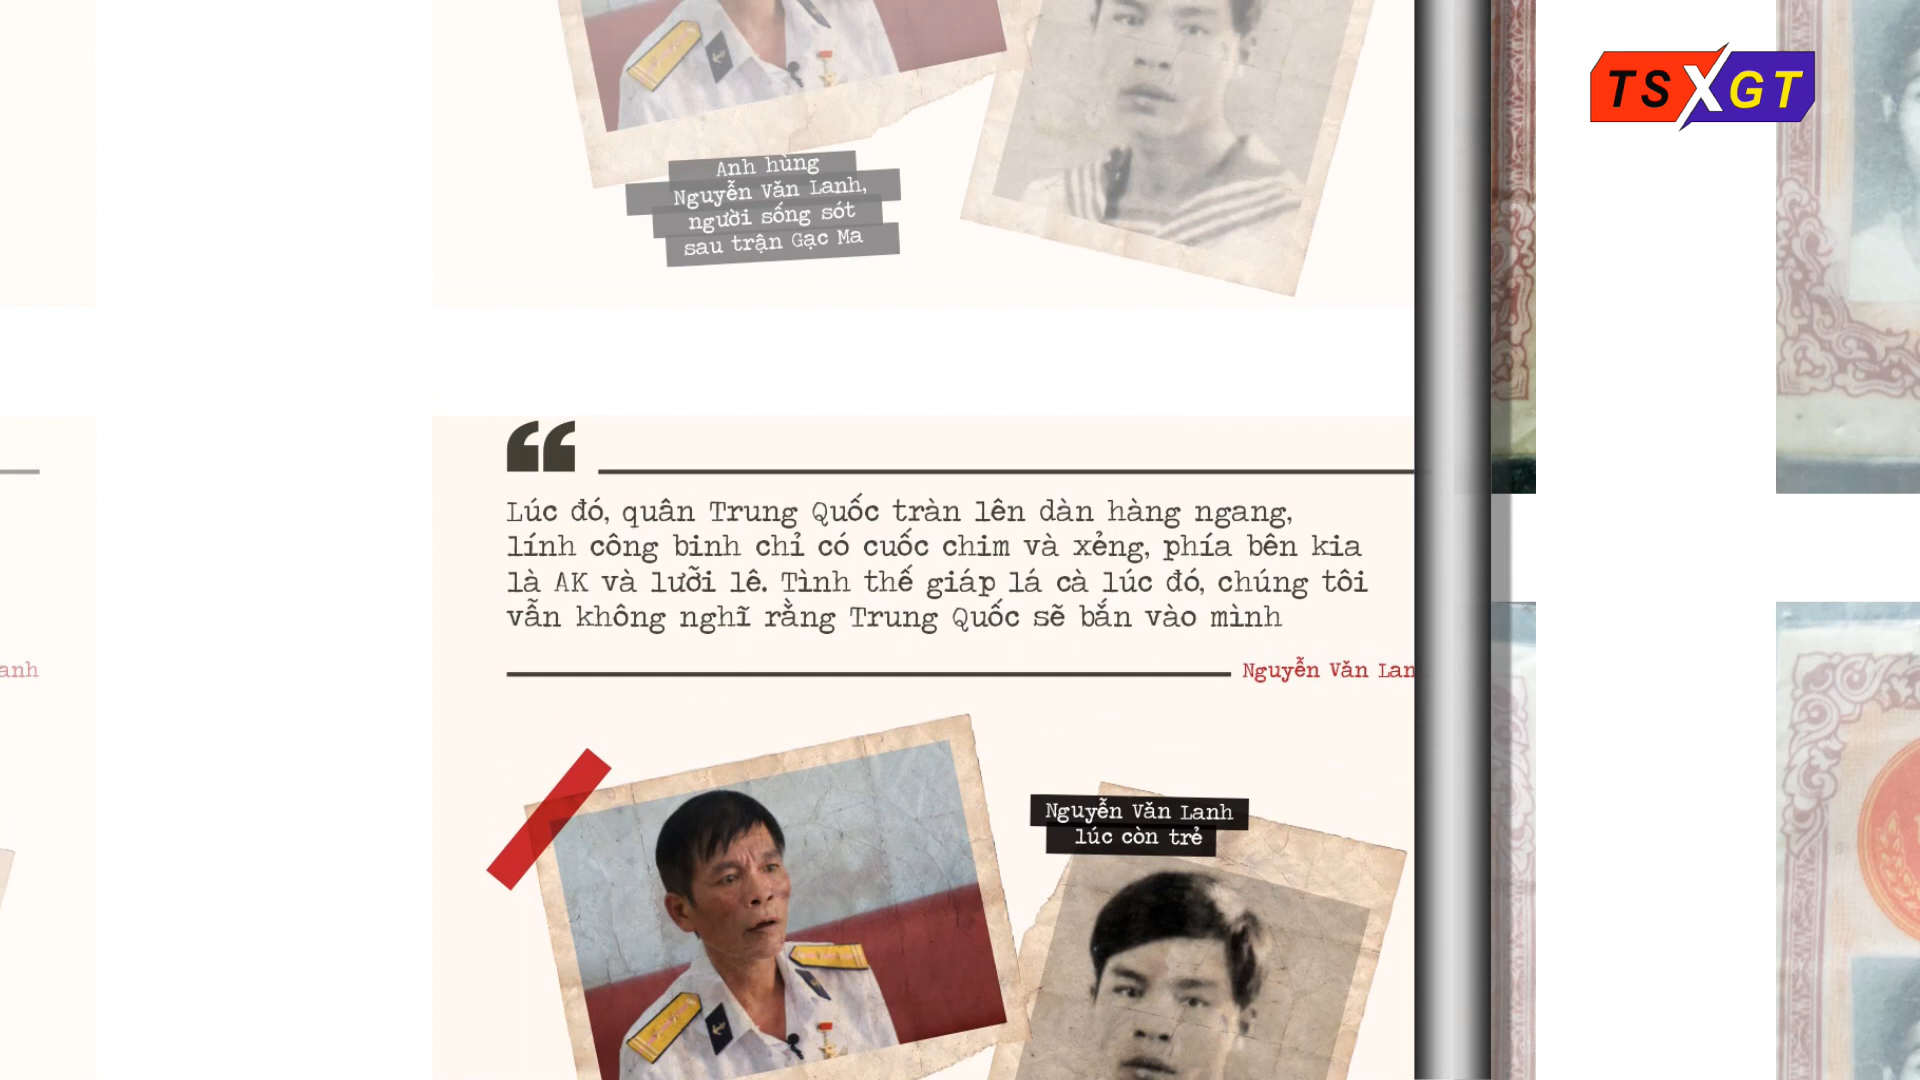 TSXGT
Anh hùng
Nguyễn Văn Lanh,
người sống sót
sau trận Gạc Ma
Lúc đó, quân Trung Quốc tràn lên dàn hàng ngang,
lính công binh chỉ có cuốc chim và xẻng, phía bên kia
là AK và lưỡi lê. Tình thế giáp lá cà lúc đó, chúng tôi
vẫn không nghĩ rằng Trung Quốc sẽ bắn vào mình
anh
Nguyễn Văn Lan
Nguyễn Văn Lanh
lúc còn trẻ